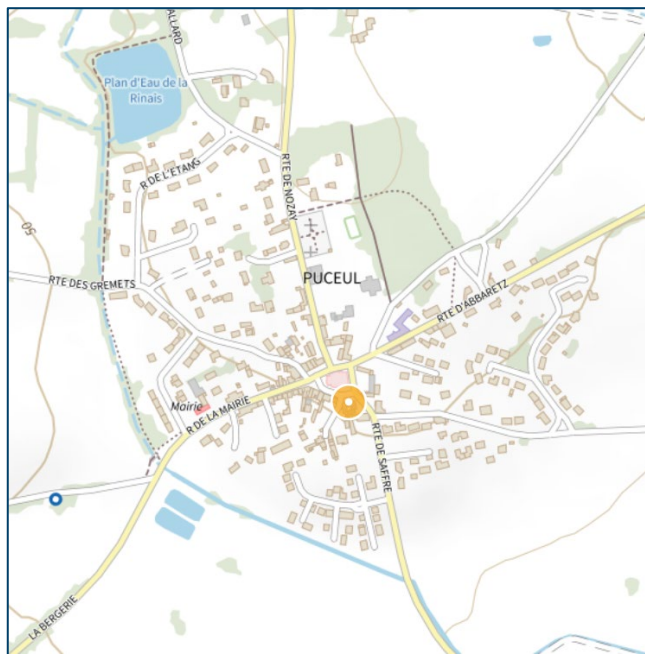 ALLARD
Plan d'Eau de la
Rinais
R DE L'ETANG
RTE DE NOZAY
50
RTE DES GREMETS
PUCEUL
RTE D'ABBARETZ
Mairie
R DE LA MAIRIE
RTE DE SAFFRE
LA BERGERIE